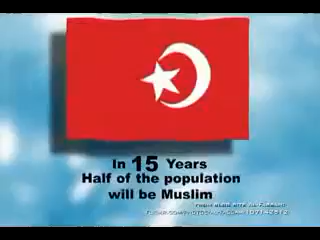 In 15 Years
Half of the population
will be Muslim